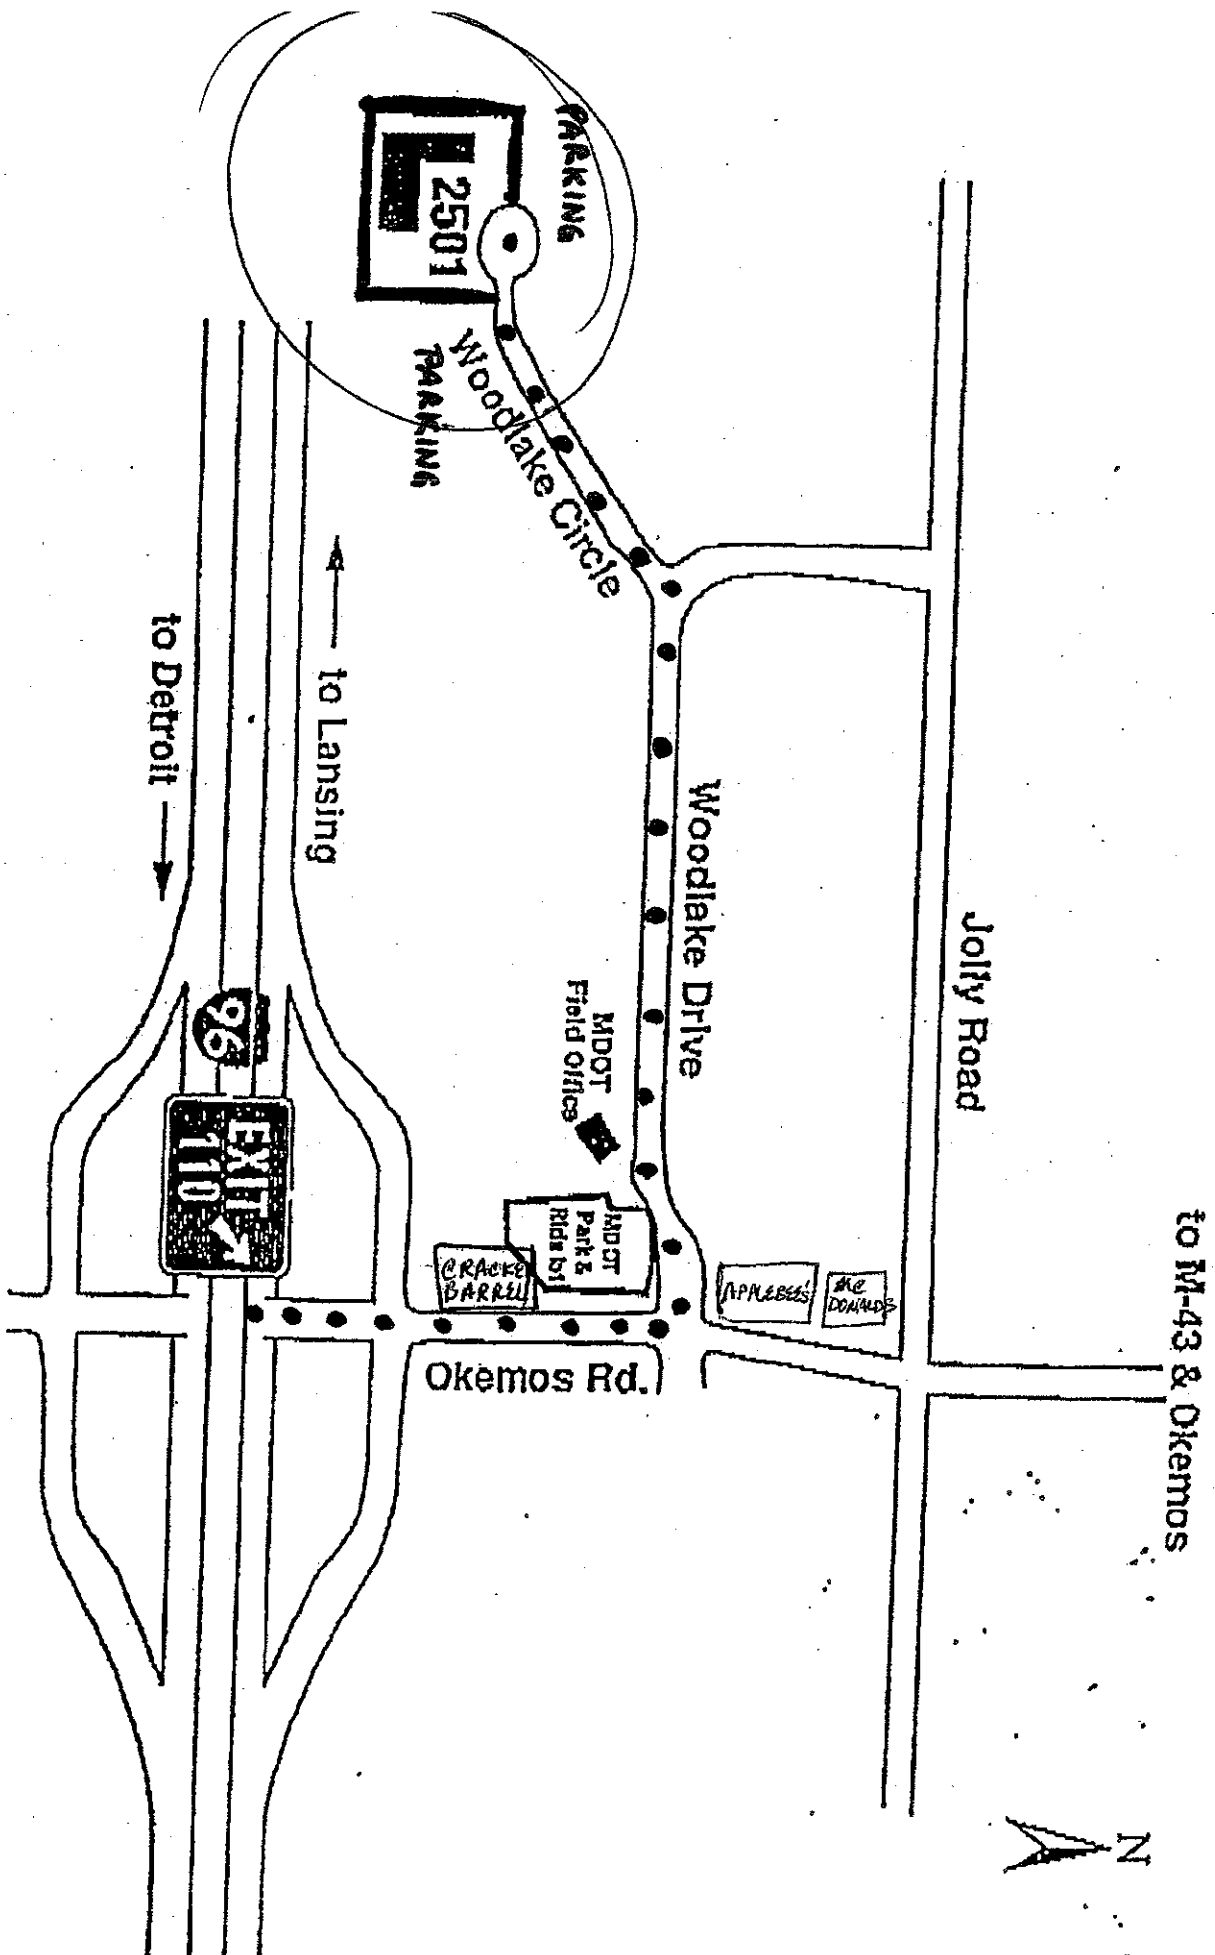 to M-43 & Okemos
N
Jolly Road
MC
DONALDS
APPLEBEE'S
Woodlake Drive
PARKING
2501
Woodlake Circle
PARKING
MDOT
Field Office
MDOT
Park &
Ride lot
CRACKE
BARREL
Okemos Rd.
to Lansing
96
EXIT
110
to Detroit